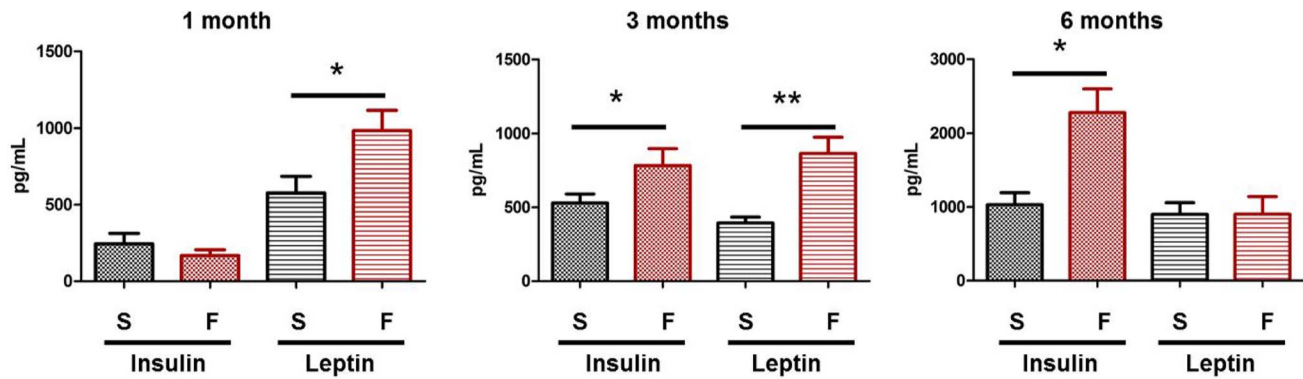 1 month
1500
1000
500
0
pg/mL
*
S F S F
Insulin Leptin
3 months
1500
1000
500
0
pg/mL
*
**
S F S F
Insulin Leptin
6 months
3000
2000
1000
0
pg/mL
*
S F S F
Insulin Leptin